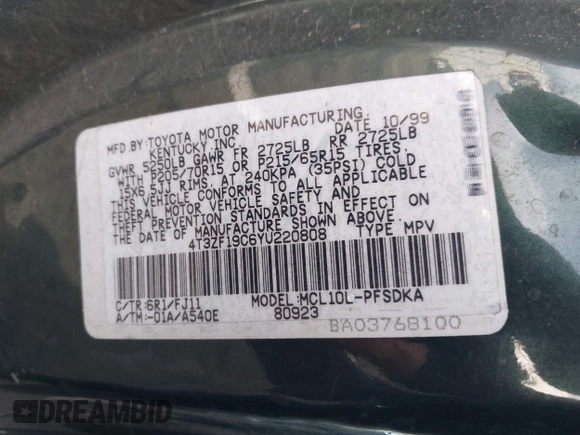 MFD.BY:TOYOTA MOTOR MANUFACTURING,
KENTUCKY,INC. DATE 10/99
GVWR 5250LB GAWR FR 2725LB RR 2725LB
WITH P205/70R15 OR P215/65R15 TIRES,
15X6.5JJ RIMS, AT 240KPA (35PSI) COLD
THIS VEHICLE CONFORMS TO ALL APPLICABLE
FEDERAL MOTOR VEHICLE SAFETY AND
THEFT PREVENTION STANDARDS IN EFFECT ON
THE DATE OF MANUFACTURE SHOWN ABOVE.
4T3ZF19C6YU220808 TYPE MPV
C/TR:6R1/FJ11 MODEL:MCL10L-PFSDKA
A/TM:-01A/A540E 80923
BA03768100
DREAMBID